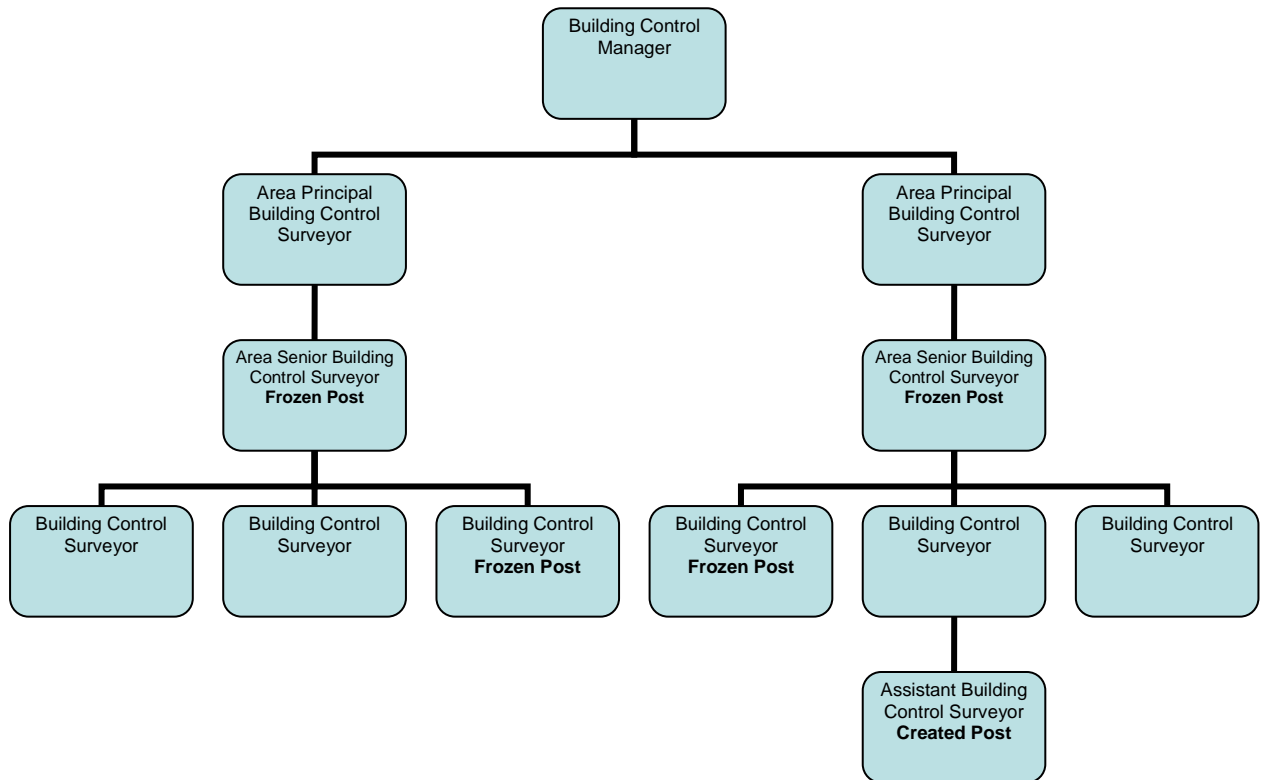 Building Control
Manager
Area Principal
Building Control
Surveyor
Area Principal
Building Control
Surveyor
Area Senior Building
Control Surveyor
Frozen Post
Area Senior Building
Control Surveyor
Frozen Post
Building Control
Surveyor
Building Control
Surveyor
Building Control
Surveyor
Frozen Post
Building Control
Surveyor
Frozen Post
Building Control
Surveyor
Building Control
Surveyor
Assistant Building
Control Surveyor
Created Post